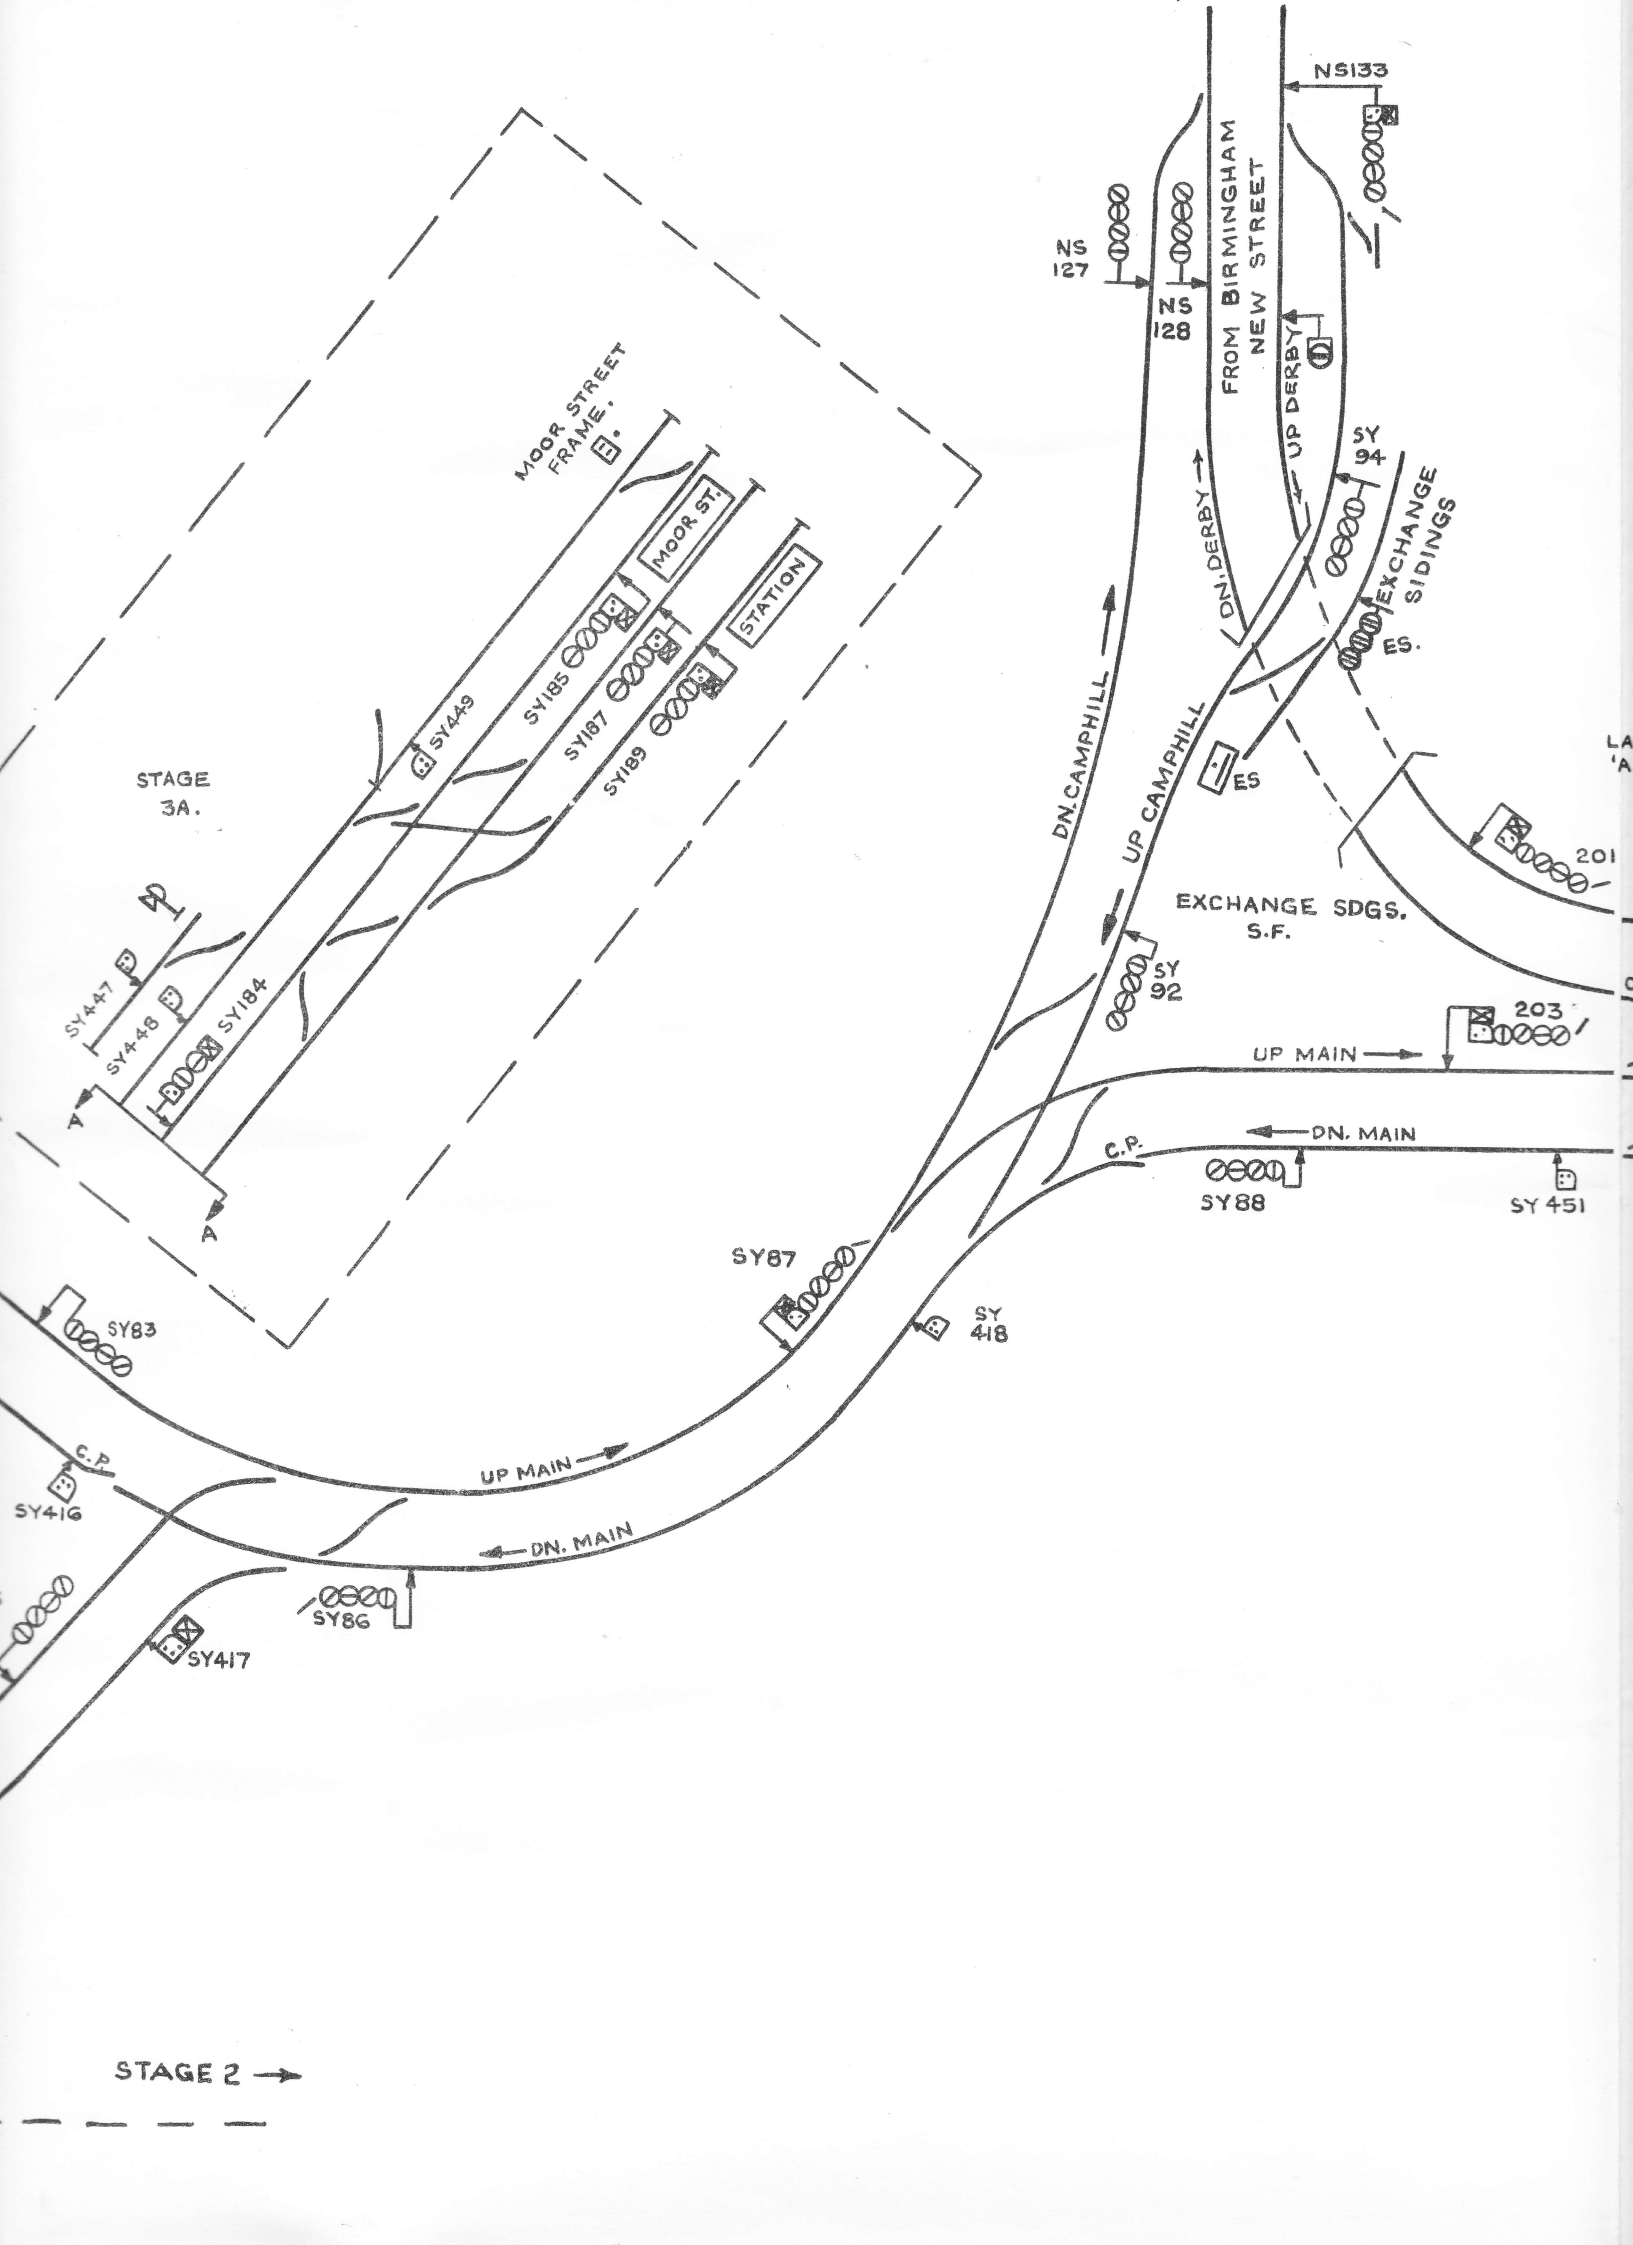 NS133
FROM BIRMINGHAM
NEW STREET
NS
127
NS
128
UP DERBY
MOOR STREET
FRAME.
SY
94
EXCHANGE
SIDINGS
MOOR ST.
STATION
DN. DERBY
ES.
SY449
SY185
SY187
SY189
STAGE
3A.
DN. CAMPHILL
UP CAMPHILL
ES
LA
'A
201
EXCHANGE SDGS.
S.F.
SY447
SY448
SY184
SY
92
203
UP MAIN
A
A
DN. MAIN
C.P.
SY88
SY 451
SY87
SY
418
SY83
C.P.
SY416
UP MAIN
DN. MAIN
SY86
SY417
STAGE 2